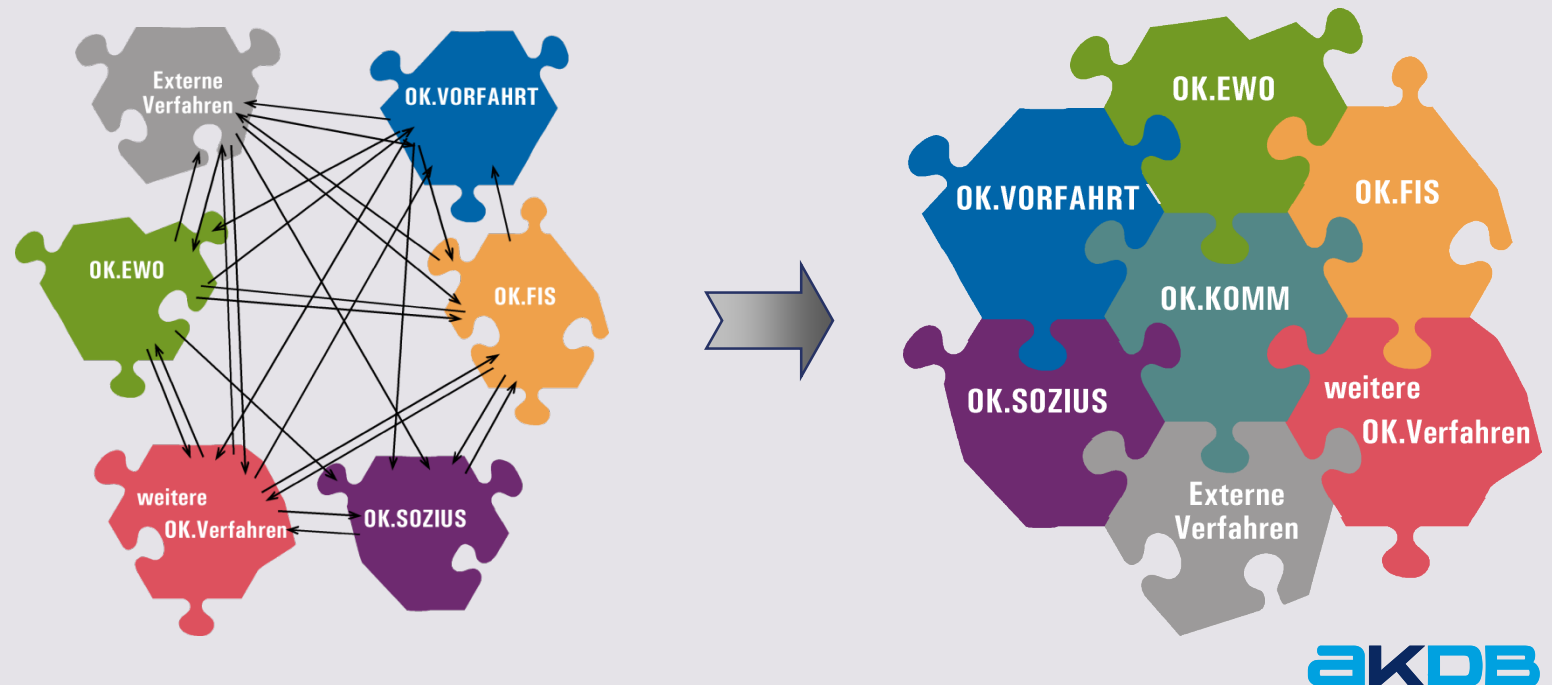 Externe
Verfahren
OK.VORFAHRT
OK.EWO
OK.FIS
weitere
OK.Verfahren
OK.SOZIUS
OK.EWO
OK.VORFAHRT
OK.FIS
OK.KOMM
OK.SOZIUS
weitere
OK.Verfahren
Externe
Verfahren
aKDB